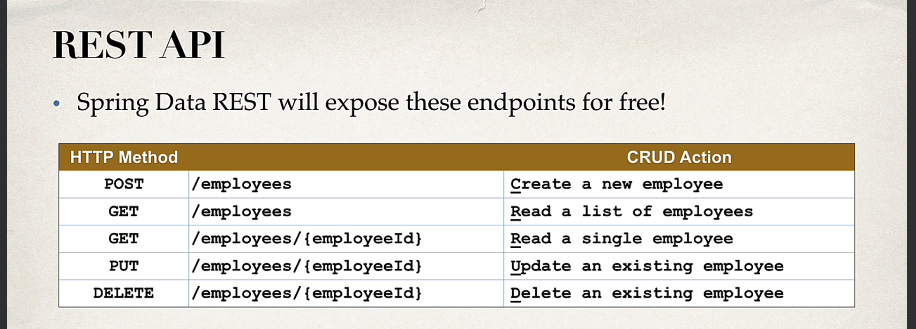 REST API
• Spring Data REST will expose these endpoints for free!
HTTP Method CRUD Action
POST /employees Create a new employee
GET /employees Read a list of employees
GET /employees/{employeeId} Read a single employee
PUT /employees/{employeeId} Update an existing employee
DELETE /employees/{employeeId} Delete an existing employee